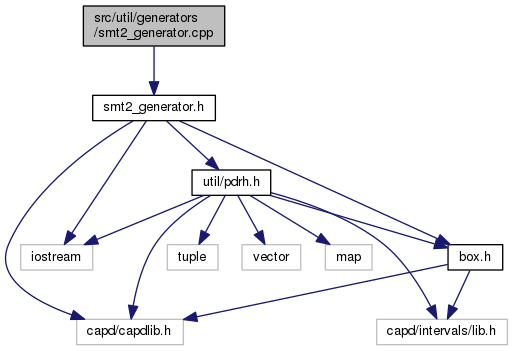 src/util/generators
/smt2_generator.cpp
smt2_generator.h
util/pdrh.h
iostream
tuple
vector
map
box.h
capd/capdlib.h
capd/intervals/lib.h